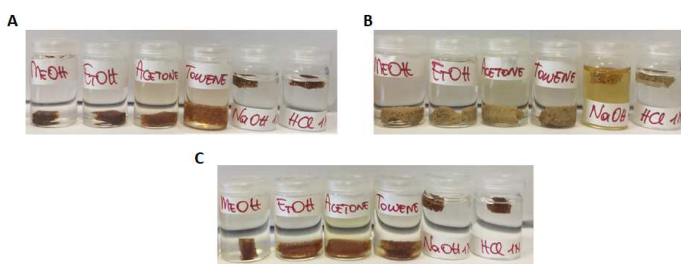 A
MeOH
EtOH
ACETONE
TOLUENE
NaOH 1N
HCl 1N
B
MeOH
EtOH
ACETONE
TOLUENE
NaOH
HCl 1N
C
MeOH
EtOH
ACETONE
TOLUENE
NaOH 1N
HCl 1N